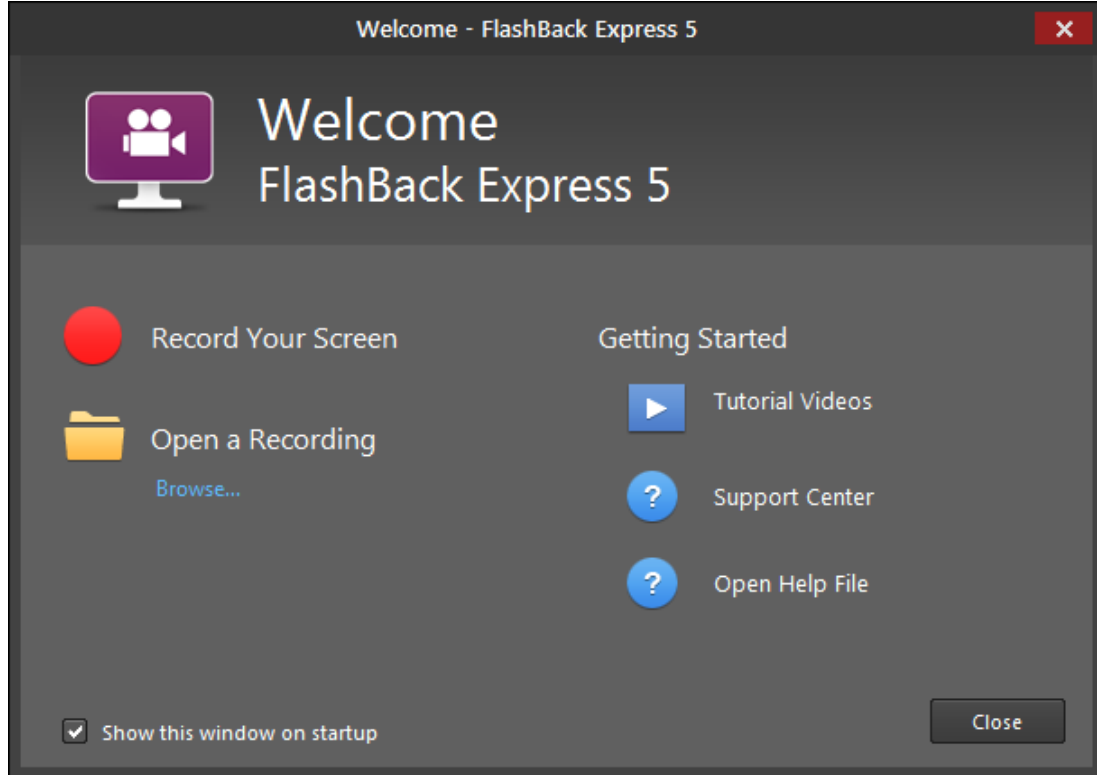 Welcome - FlashBack Express 5
Welcome
FlashBack Express 5
Record Your Screen
Open a Recording
Browse...
Getting Started
Tutorial Videos
? Support Center
? Open Help File
Show this window on startup
Close